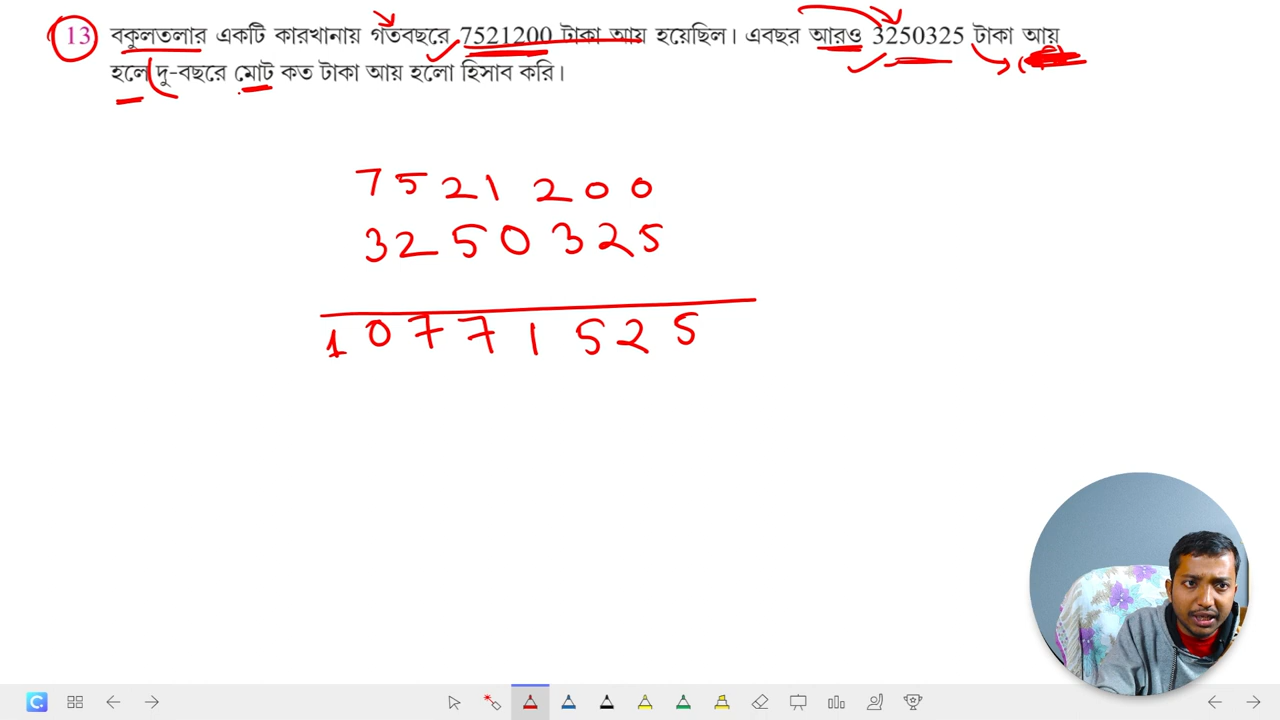 13 বকুলতলার একটি কারখানায় গতবছরে 7521200 টাকা আয় হয়েছিল। এবছর আরও 3250325 টাকা আয়
হলে দু-বছরে মোট কত টাকা আয় হলো হিসাব করি।
7521200
3250325
10771525